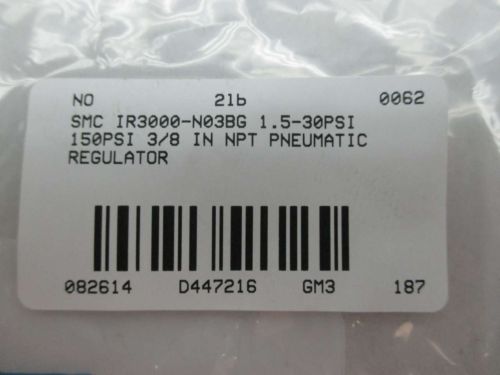 NO 2lb 0062
SMC IR3000-N03BG 1.5-30PSI
150PSI 3/8 IN NPT PNEUMATIC
REGULATOR
082614 D447216 GM3 187